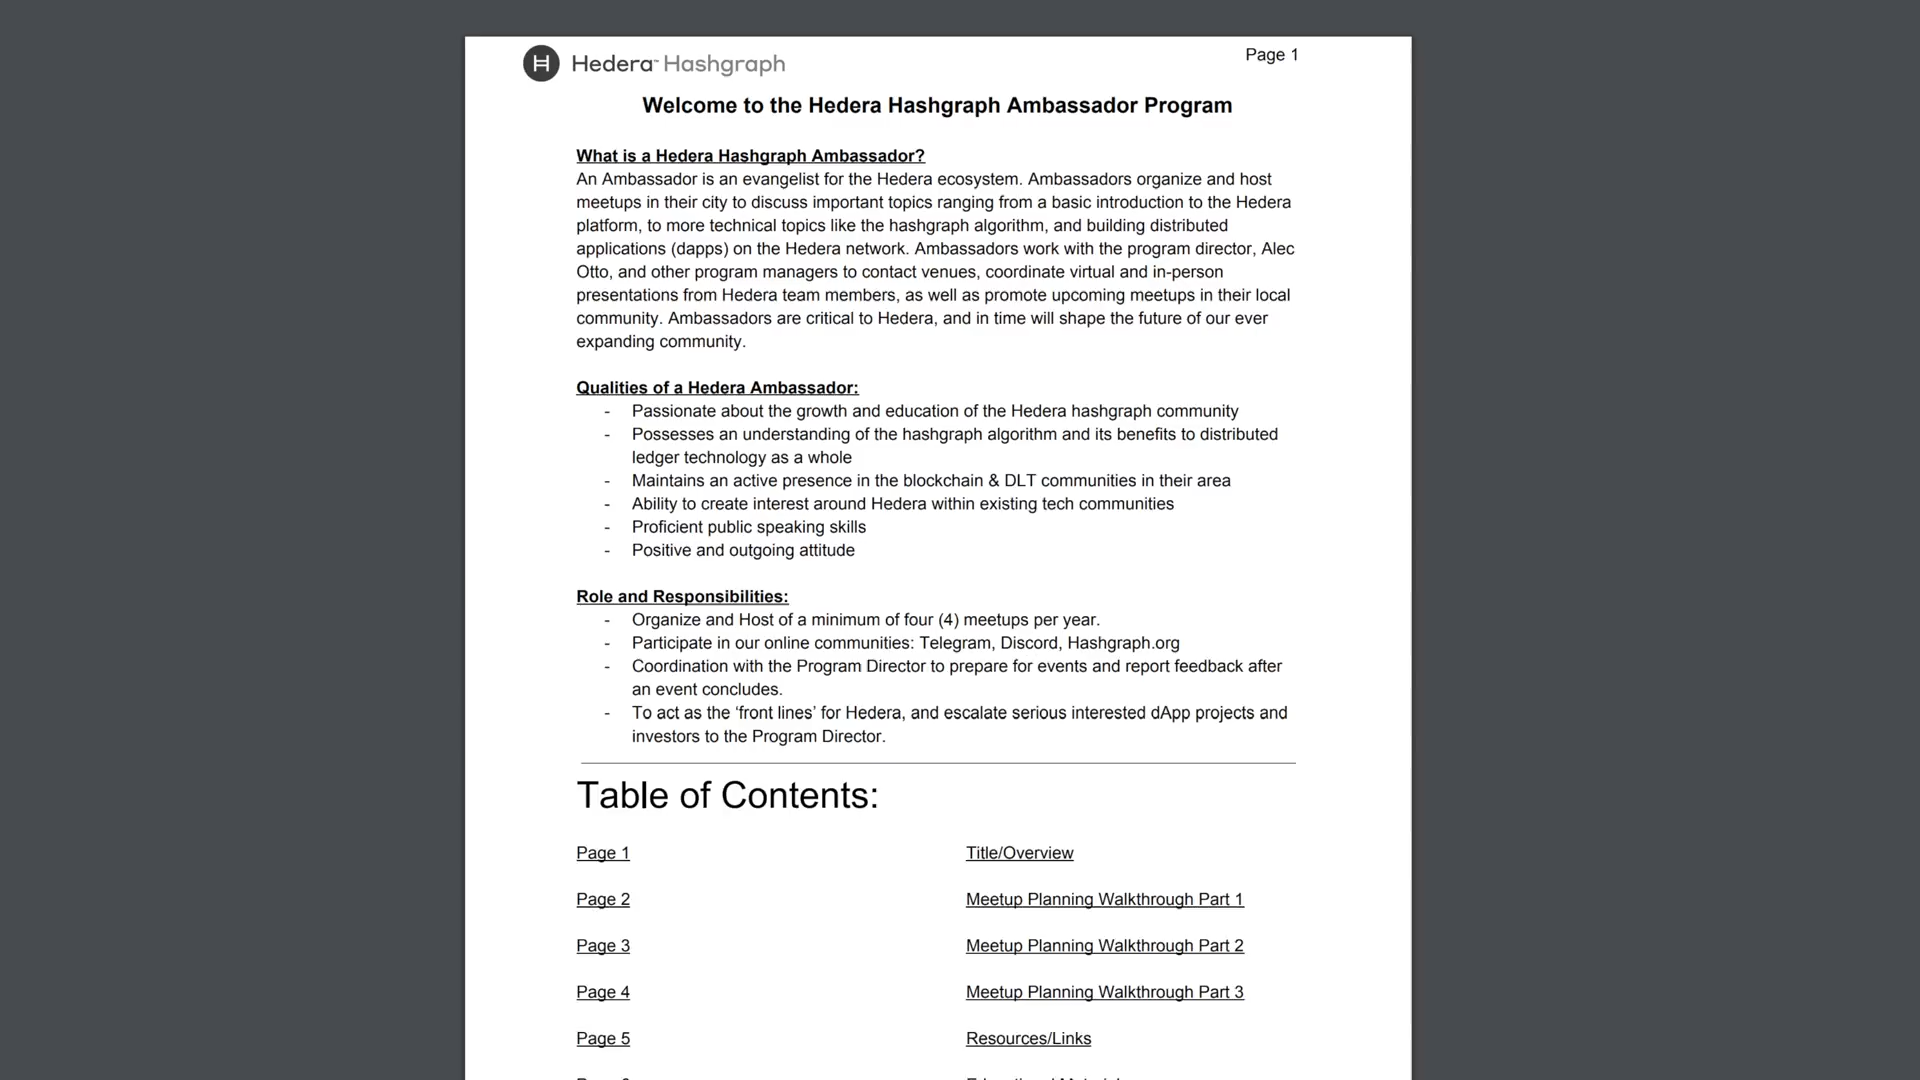 Hedera™ Hashgraph
Page 1
Welcome to the Hedera Hashgraph Ambassador Program
What is a Hedera Hashgraph Ambassador?
An Ambassador is an evangelist for the Hedera ecosystem. Ambassadors organize and host
meetups in their city to discuss important topics ranging from a basic introduction to the Hedera
platform, to more technical topics like the hashgraph algorithm, and building distributed
applications (dapps) on the Hedera network. Ambassadors work with the program director, Alec
Otto, and other program managers to contact venues, coordinate virtual and in-person
presentations from Hedera team members, as well as promote upcoming meetups in their local
community. Ambassadors are critical to Hedera, and in time will shape the future of our ever
expanding community.
Qualities of a Hedera Ambassador:
- Passionate about the growth and education of the Hedera hashgraph community
- Possesses an understanding of the hashgraph algorithm and its benefits to distributed
ledger technology as a whole
- Maintains an active presence in the blockchain & DLT communities in their area
- Ability to create interest around Hedera within existing tech communities
- Proficient public speaking skills
- Positive and outgoing attitude
Role and Responsibilities:
- Organize and Host of a minimum of four (4) meetups per year.
- Participate in our online communities: Telegram, Discord, Hashgraph.org
- Coordination with the Program Director to prepare for events and report feedback after
an event concludes.
- To act as the ‘front lines’ for Hedera, and escalate serious interested dApp projects and
investors to the Program Director.
Table of Contents:
Page 1 Title/Overview
Page 2 Meetup Planning Walkthrough Part 1
Page 3 Meetup Planning Walkthrough Part 2
Page 4 Meetup Planning Walkthrough Part 3
Page 5 Resources/Links